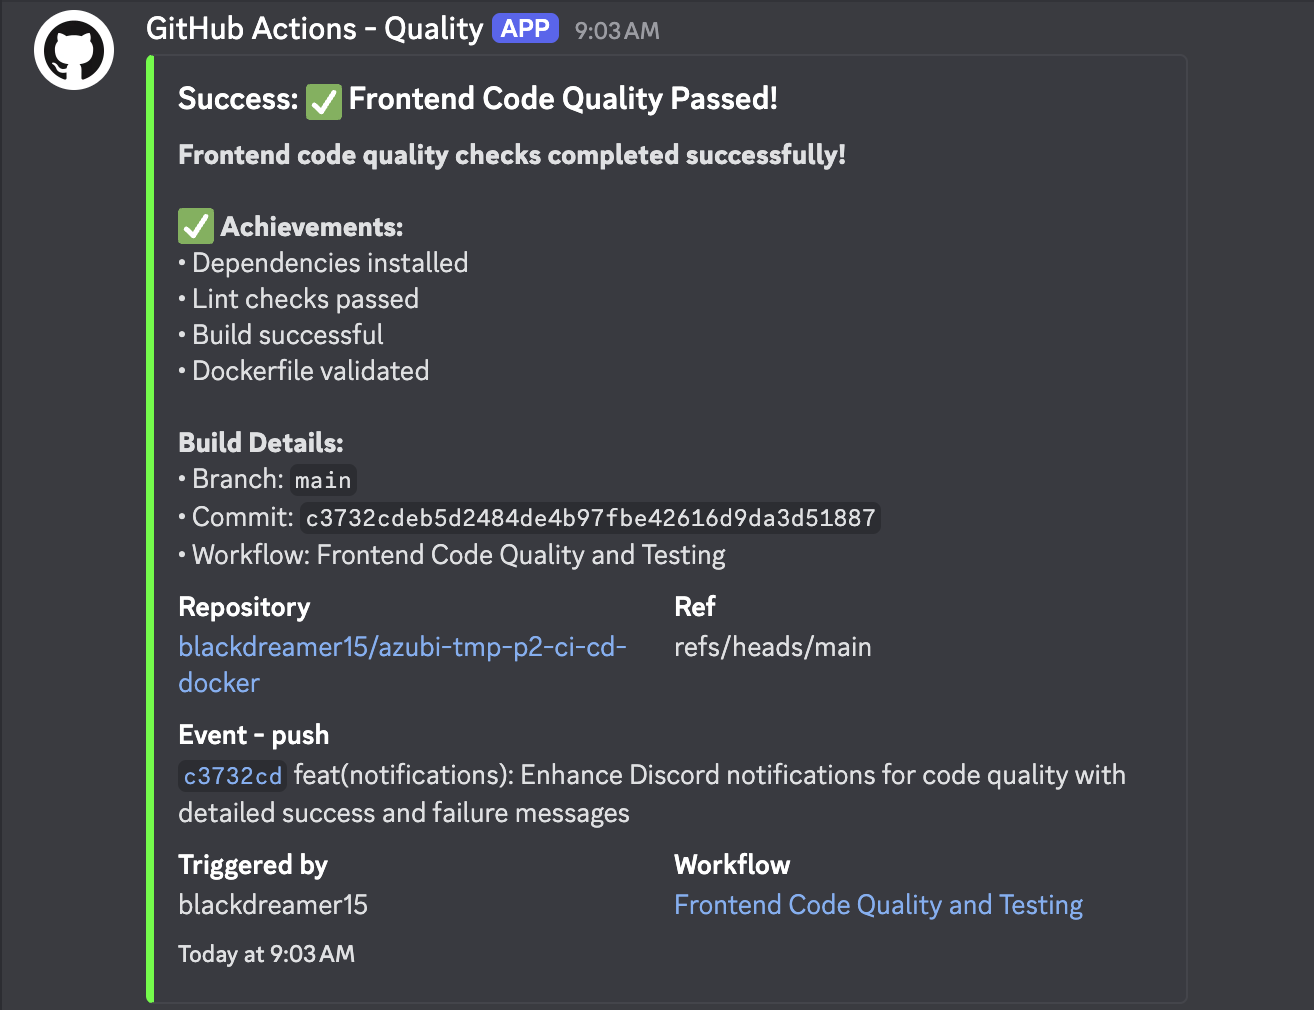 GitHub Actions - Quality APP 9:03 AM
Success: ✅ Frontend Code Quality Passed!
Frontend code quality checks completed successfully!
✅ Achievements:
• Dependencies installed
• Lint checks passed
• Build successful
• Dockerfile validated
Build Details:
• Branch: main
• Commit: c3732cdeb5d2484de4b97fbe42616d9da3d51887
• Workflow: Frontend Code Quality and Testing
Repository
blackdreamer15/azubi-tmp-p2-ci-cd-
docker
Ref
refs/heads/main
Event - push
c3732cd feat(notifications): Enhance Discord notifications for code quality with
detailed success and failure messages
Triggered by
blackdreamer15
Workflow
Frontend Code Quality and Testing
Today at 9:03 AM